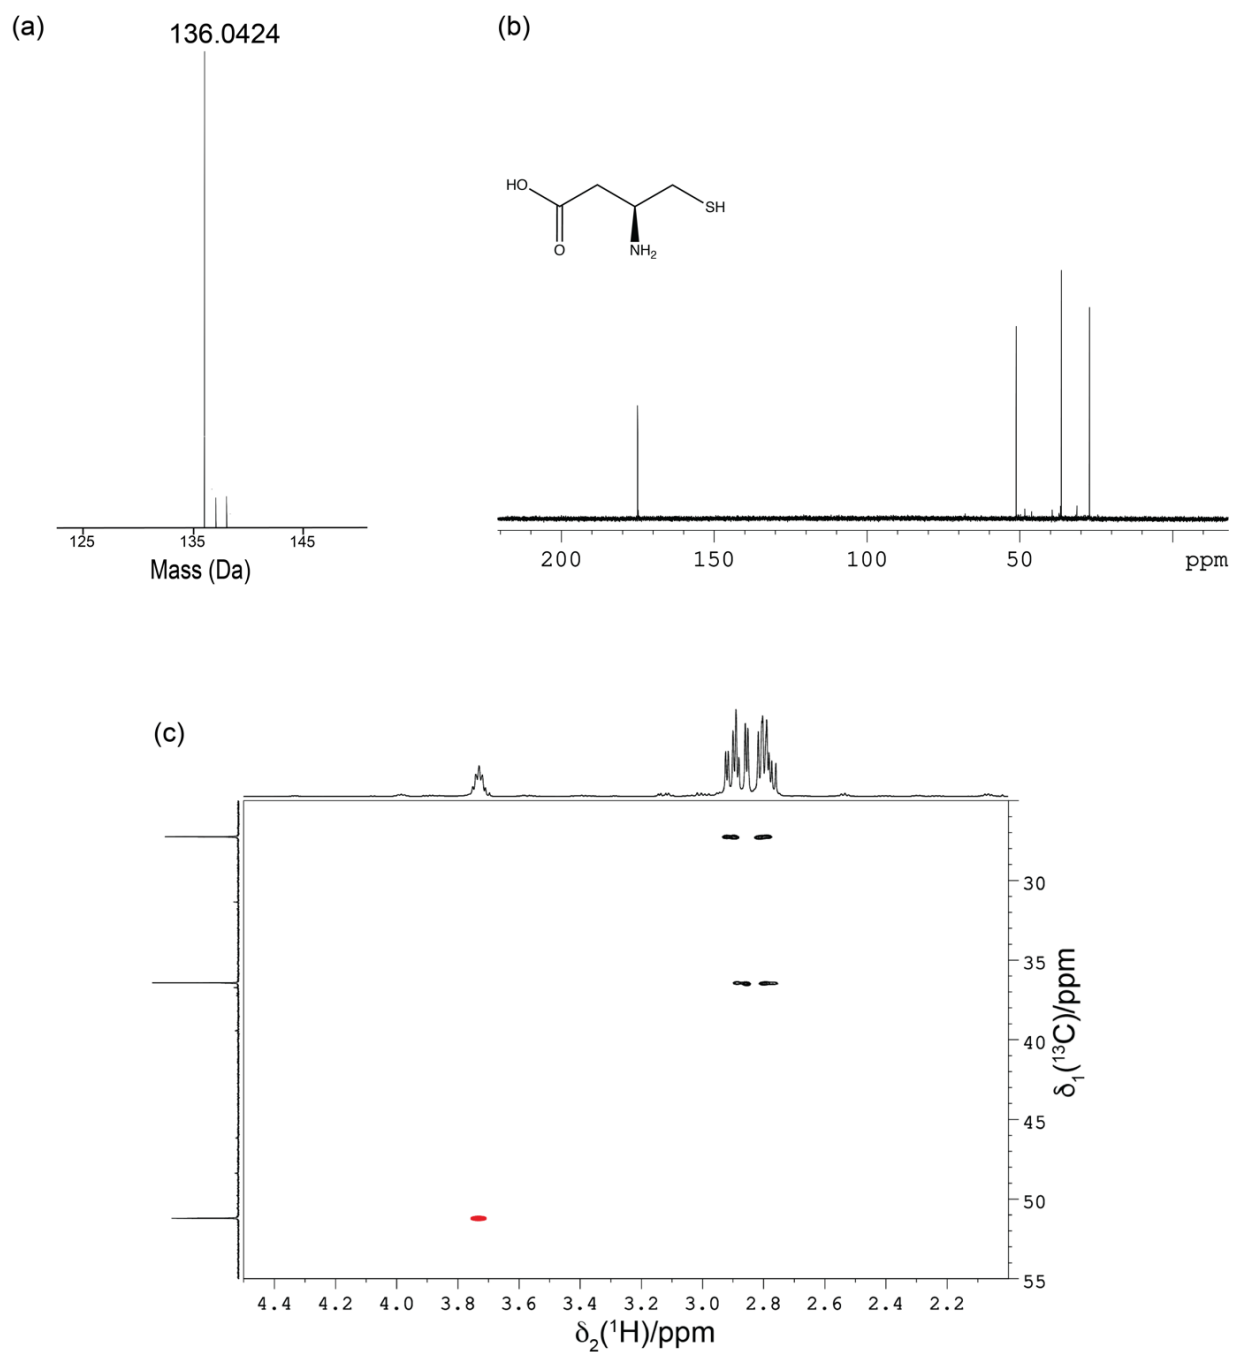 (a)
136.0424
125 135 145
Mass (Da)
(b)
HO
O
NH2
SH
200 150 100 50 ppm
(c)
30
35
40
45
50
55
δ1(13C)/ppm
4.4 4.2 4.0 3.8 3.6 3.4 3.2 3.0 2.8 2.6 2.4 2.2
δ2(1H)/ppm